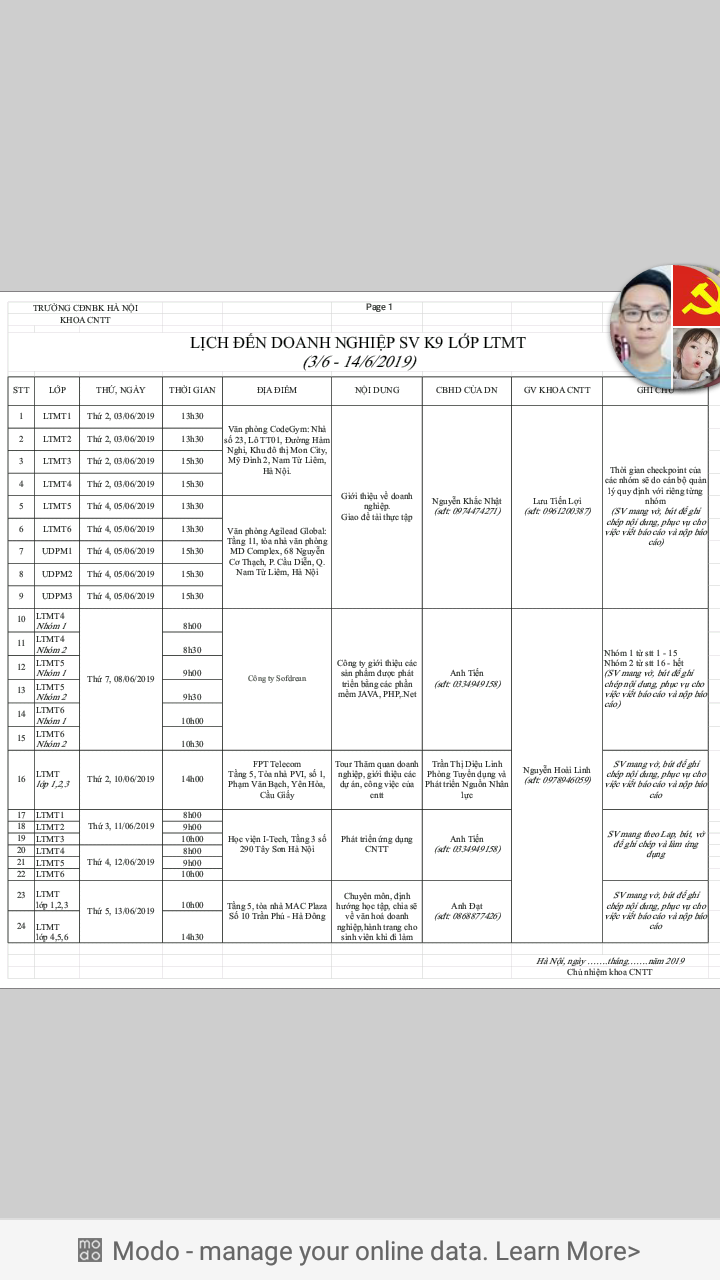 TRƯỜNG CĐNBK HÀ NỘI
Page 1
KHOA CNTT
LỊCH ĐẾN DOANH NGHIỆP SV K9 LỚP LTMT
(3/6 - 14/6/2019)
STT LỚP THỨ, NGÀY THỜI GIAN ĐỊA ĐIỂM NỘI DUNG CBHD CỦA DN GV KHOA CNTT GHI CHÚ
1 LTMT1 Thứ 2, 03/06/2019 13h30
2 LTMT2 Thứ 2, 03/06/2019 13h30
3 LTMT3 Thứ 2, 03/06/2019 15h30
4 LTMT4 Thứ 2, 03/06/2019 15h30
Văn phòng CodeGym: Nhà
số 23, Lô TT01, Đường Hàm
Nghi, Khu đô thị Mon City,
Mỹ Đình 2, Nam Từ Liêm,
Hà Nội.
5 LTMT5 Thứ 4, 05/06/2019 13h30
6 LTMT6 Thứ 4, 05/06/2019 13h30
7 UDPM1 Thứ 4, 05/06/2019 15h30
8 UDPM2 Thứ 4, 05/06/2019 15h30
9 UDPM3 Thứ 4, 05/06/2019 15h30
Văn phòng Agilead Global:
Tầng 11, tòa nhà văn phòng
MD Complex, 68 Nguyễn
Cơ Thạch, P. Cầu Diễn, Q.
Nam Từ Liêm, Hà Nội
Giới thiệu về doanh
nghiệp.
Giao đề tài thực tập
Nguyễn Khắc Nhật
(sđt: 0974474271)
Lưu Tiến Lợi
(sđt: 0961200387)
Thời gian checkpoint của
các nhóm sẽ do cán bộ quản
lý quy định với riêng từng
nhóm
(SV mang vở, bút để ghi
chép nội dung, phục vụ cho
việc viết báo cáo và nộp báo
cáo)
10 LTMT4
Nhóm 1 8h00
11 LTMT4
Nhóm 2 8h30
12 LTMT5
Nhóm 1 9h00
13 LTMT5
Nhóm 2 9h30
14 LTMT6
Nhóm 1 10h00
15 LTMT6
Nhóm 2 10h30
Thứ 7, 08/06/2019
Công ty Sofdrean
Công ty giới thiệu các
sản phẩm được phát
triển bằng các phần
mềm JAVA, PHP,.Net
Anh Tiến
(sđt: 0334949158)
Nhóm 1 từ stt 1 - 15
Nhóm 2 từ stt 16 - hết
(SV mang vở, bút để ghi
chép nội dung, phục vụ cho
việc viết báo cáo và nộp báo
cáo)
16 LTMT
lớp 1,2,3
Thứ 2, 10/06/2019 14h00
FPT Telecom
Tầng 5, Tòa nhà PVI, số 1,
Phạm Văn Bạch, Yên Hòa,
Cầu Giấy
Tour Thăm quan doanh
nghiệp, giới thiệu các
dự án, công việc của
cntt
Trần Thị Diệu Linh
Phòng Tuyển dụng và
Phát triển Nguồn Nhân
lực
Nguyễn Hoài Linh
(sđt: 0978946059)
SV mang vở, bút để ghi
chép nội dung, phục vụ cho
việc viết báo cáo và nộp báo
cáo
17 LTMT1 8h00
18 LTMT2 9h00
19 LTMT3 10h00
Thứ 3, 11/06/2019
20 LTMT4 8h00
21 LTMT5 9h00
22 LTMT6 10h00
Thứ 4, 12/06/2019
Học viện I-Tech, Tầng 3 số
290 Tây Sơn Hà Nội
Phát triển ứng dụng
CNTT
Anh Tiến
(sđt: 0334949158)
SV mang theo Lap, bút, vở
để ghi chép và làm ứng
dụng
23 LTMT
lớp 1,2,3 10h00
24 LTMT
lớp 4,5,6 14h30
Thứ 5, 13/06/2019
Tầng 5, tòa nhà MAC Plaza
Số 10 Trần Phú - Hà Đông
Chuyên môn, định
hướng học tập, chia sẽ
về văn hoá doanh
nghiệp,hành trang cho
sinh viên khi đi làm
Anh Đạt
(sđt: 0868877426)
SV mang vở, bút để ghi
chép nội dung, phục vụ cho
việc viết báo cáo và nộp báo
cáo
Hà Nội, ngày …….tháng…….năm 2019
Chủ nhiệm khoa CNTT
mo
do
Modo - manage your online data. Learn More>